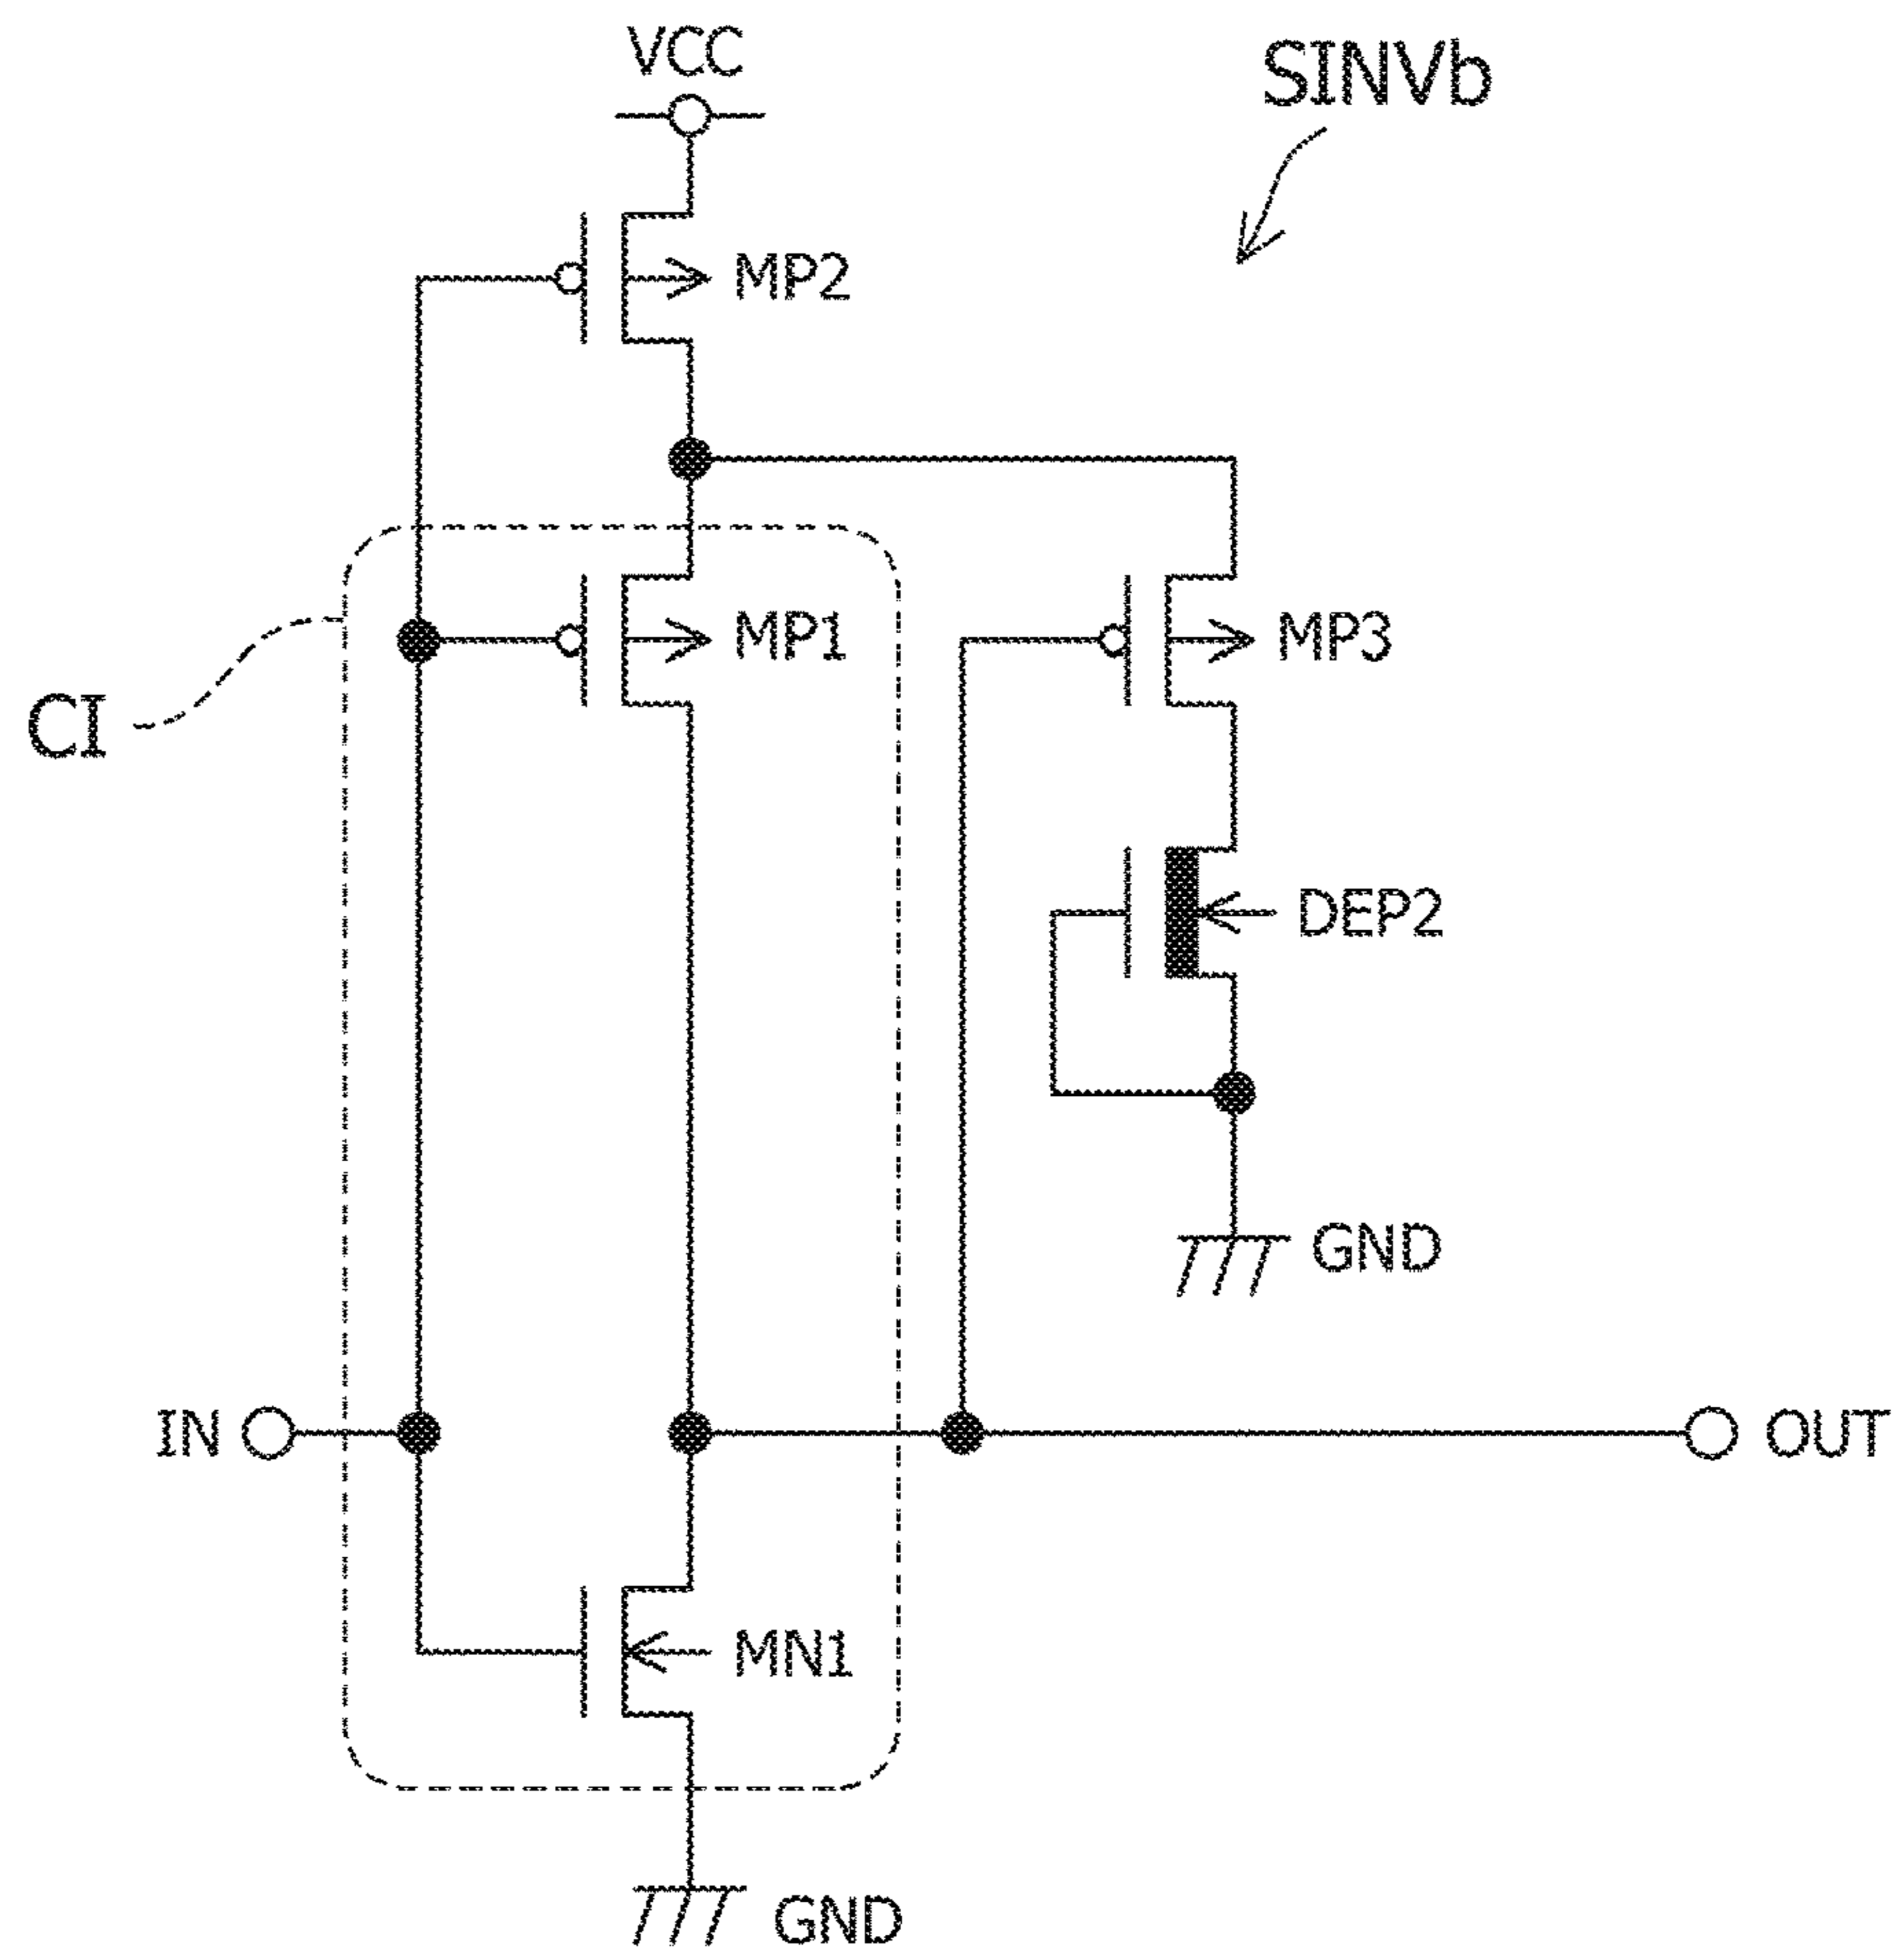 VCC
SINVb
MP2
MP1
MP3
CI
DEP2
GND
IN
OUT
MN1
GND